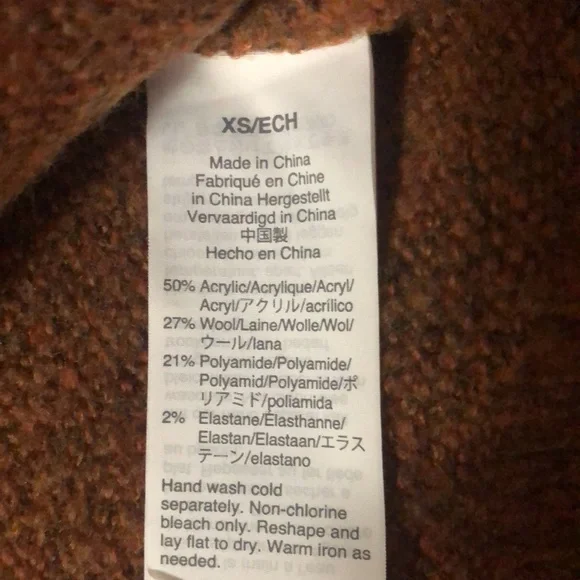 XS/ECH
Made in China
Fabriqué en Chine
in China Hergestellt
Vervaardigd in China
中国製
Hecho en China
50% Acrylic/Acrylique/Acryl/
Acryl/アクリル/acrílico
27% Wool/Laine/Wolle/Wol/
ウール/lana
21% Polyamide/Polyamide/
Polyamid/Polyamide/ポ
リアミド/poliamida
2% Elastane/Elasthanne/
Elastan/Elastaan/エラス
テーン/elastano
Hand wash cold
separately. Non-chlorine
bleach only. Reshape and
lay flat to dry. Warm iron as
needed.